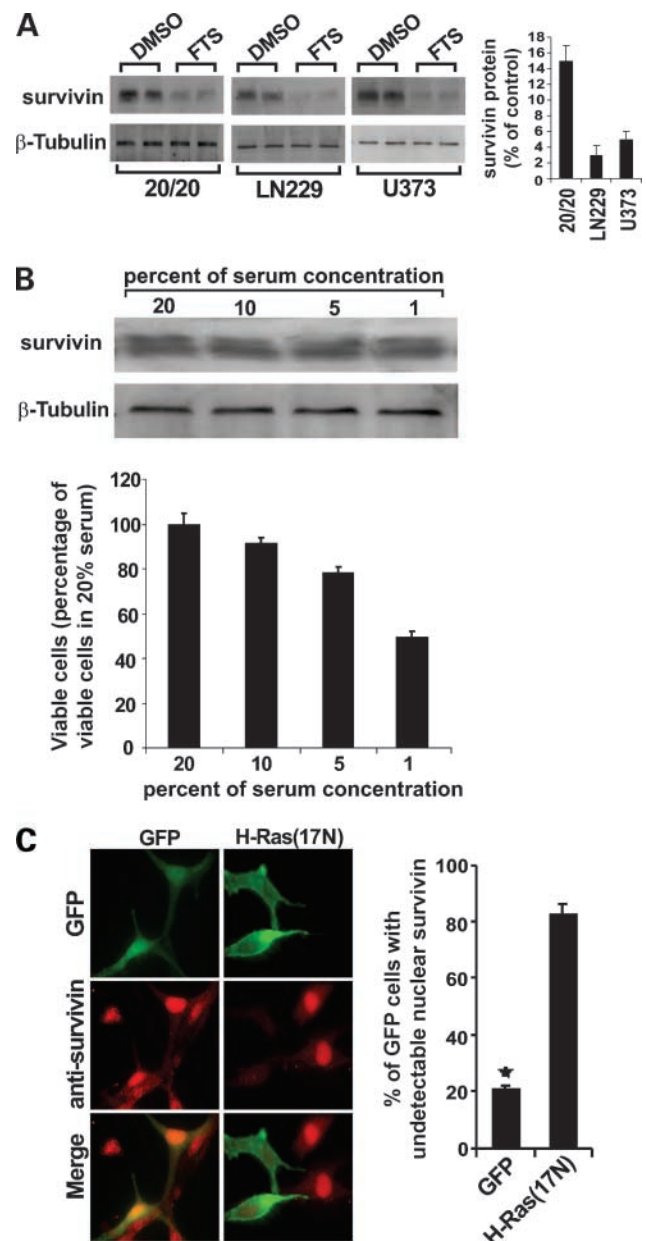 A
DMSO FTS DMSO FTS DMSO FTS
survivin
β-Tubulin
20/20 LN229 U373
survivin protein
(% of control)
18
16
14
12
10
8
6
4
2
0
20/20
LN229
U373
B
percent of serum concentration
20 10 5 1
survivin
β-Tubulin
Viable cells (percentage of
viable cells in 20% serum)
120
100
80
60
40
20
0
20 10 5 1
percent of serum concentration
C
GFP H-Ras(17N)
GFP
anti-survivin
Merge
% of GFP cells with
undetectable nuclear survivin
100
80
60
40
20
0
GFP
H-Ras(17N)